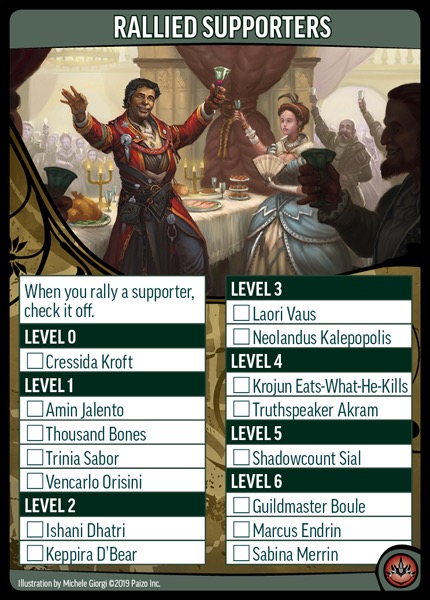 RALLIED SUPPORTERS
When you rally a supporter,
check it off.
LEVEL 0
Cressida Kroft
LEVEL 1
Amin Jalento
Thousand Bones
Trinia Sabor
Vencarlo Orisini
LEVEL 2
Ishani Dhatri
Keppira D'Bear
LEVEL 3
Laori Vaus
Neolandus Kalepopolis
LEVEL 4
Krojun Eats-What-He-Kills
Truthspeaker Akram
LEVEL 5
Shadowcount Sial
LEVEL 6
Guildmaster Boule
Marcus Endrin
Sabina Merrin
Illustration by Michele Giorgi ©2019 Paizo Inc.